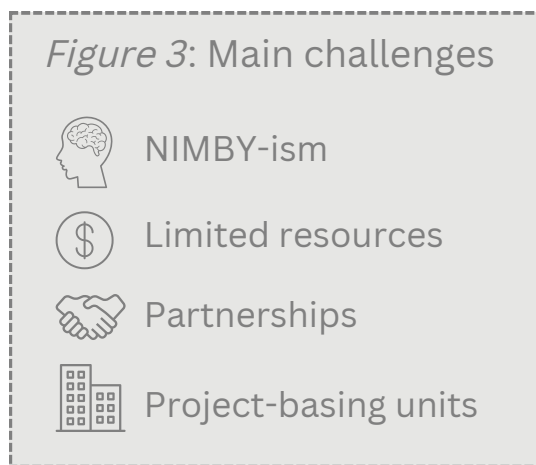 Figure 3: Main challenges
NIMBY-ism
$ Limited resources
Partnerships
Project-basing units